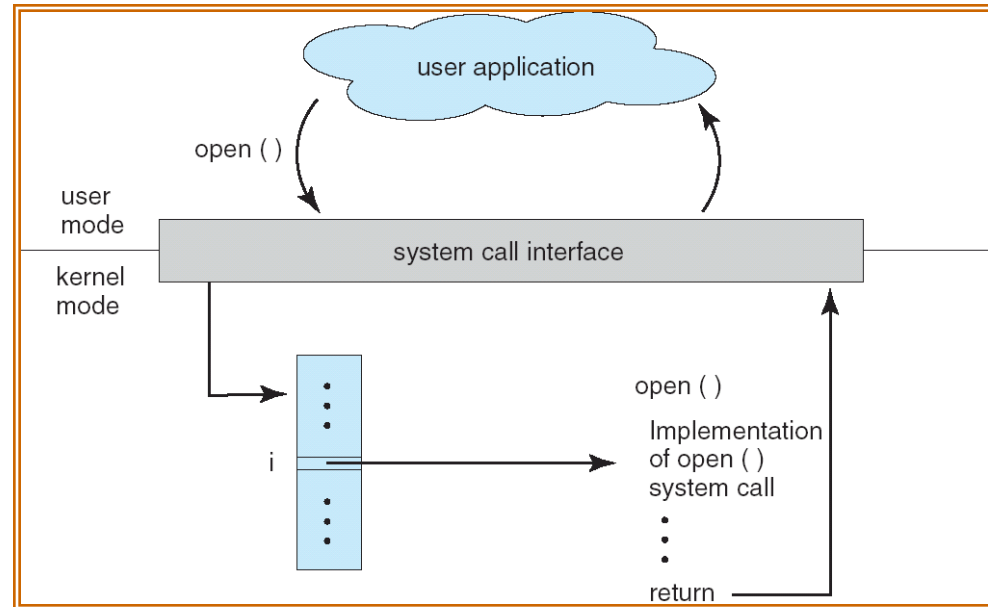 user application
open ( )
user
mode
system call interface
kernel
mode
open ( )
Implementation
of open ( )
system call
i
return